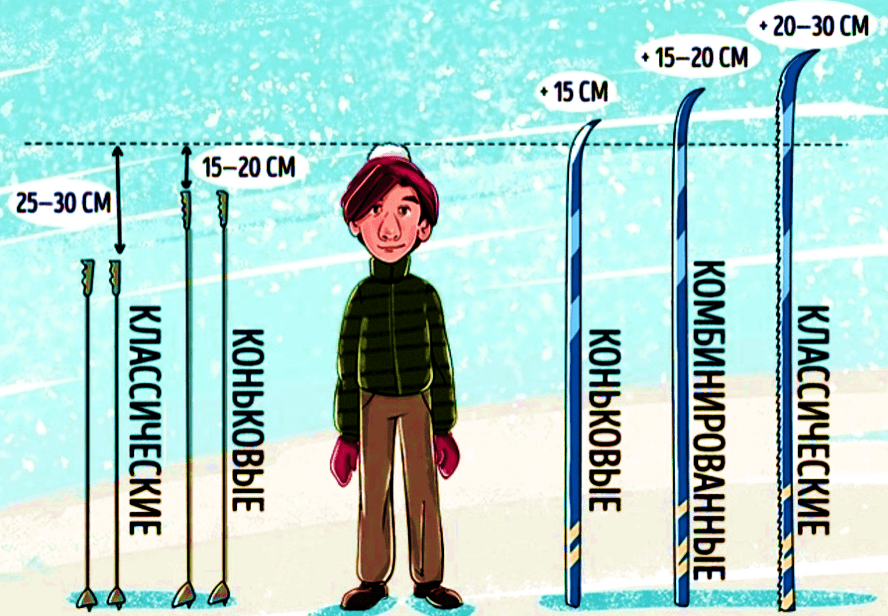 + 20–30 СМ
+ 15–20 СМ
+ 15 СМ
15–20 СМ
25–30 СМ
КЛАССИЧЕСКИЕ
КОНЬКОВЫЕ
КОНЬКОВЫЕ
КОМБИНИРОВАННЫЕ
КЛАССИЧЕСКИЕ